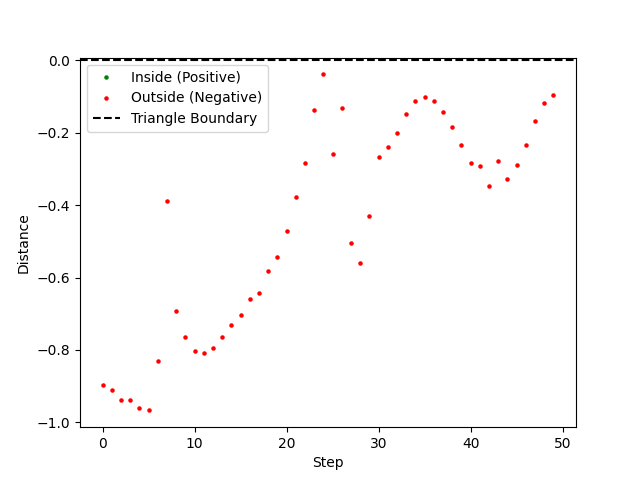 0.0
−0.2
−0.4
−0.6
−0.8
−1.0
Distance
Inside (Positive)
Outside (Negative)
Triangle Boundary
0 10 20 30 40 50
Step